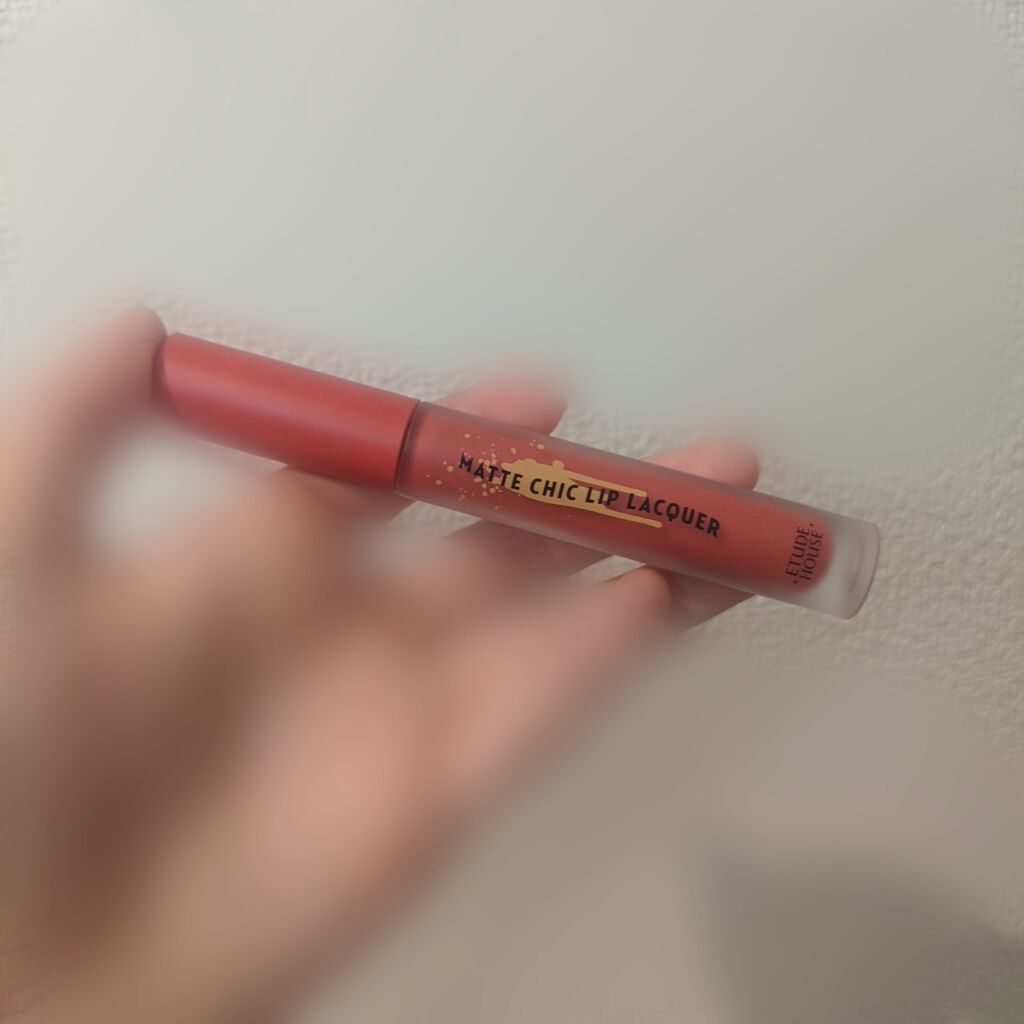 MATTE CHIC LIP LACQUER
·ETUDE·
HOUSE